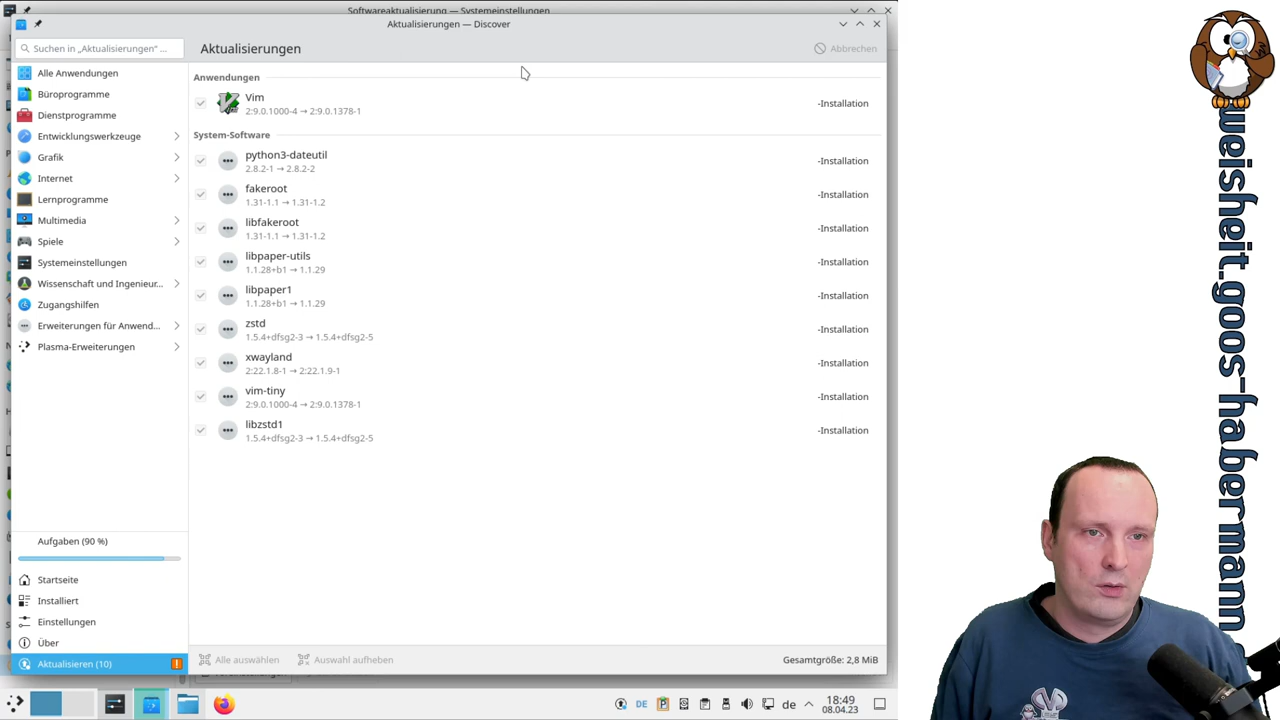 Softwareaktualisierung — Systemeinstellungen
Aktualisierungen — Discover
Suchen in „Aktualisierungen“ ...
Aktualisierungen
Abbrechen
Alle Anwendungen
Büroprogramme
Dienstprogramme
Entwicklungswerkzeuge
Grafik
Internet
Lernprogramme
Multimedia
Spiele
Systemeinstellungen
Wissenschaft und Ingenieur...
Zugangshilfen
Erweiterungen für Anwend...
Plasma-Erweiterungen
Anwendungen
Vim
2:9.0.1000-4 → 2:9.0.1378-1
-Installation
System-Software
python3-dateutil
2.8.2-1 → 2.8.2-2
-Installation
fakeroot
1.31-1.1 → 1.31-1.2
-Installation
libfakeroot
1.31-1.1 → 1.31-1.2
-Installation
libpaper-utils
1.1.28+b1 → 1.1.29
-Installation
libpaper1
1.1.28+b1 → 1.1.29
-Installation
zstd
1.5.4+dfsg2-3 → 1.5.4+dfsg2-5
-Installation
xwayland
2:22.1.8-1 → 2:22.1.9-1
-Installation
vim-tiny
2:9.0.1000-4 → 2:9.0.1378-1
-Installation
libzstd1
1.5.4+dfsg2-3 → 1.5.4+dfsg2-5
-Installation
Aufgaben (90 %)
Startseite
Installiert
Einstellungen
Über
Aktualisieren (10)
Alle auswählen
Auswahl aufheben
Gesamtgröße: 2,8 MiB
DE
de
18:49
08.04.23
weisheit.goos-habermann